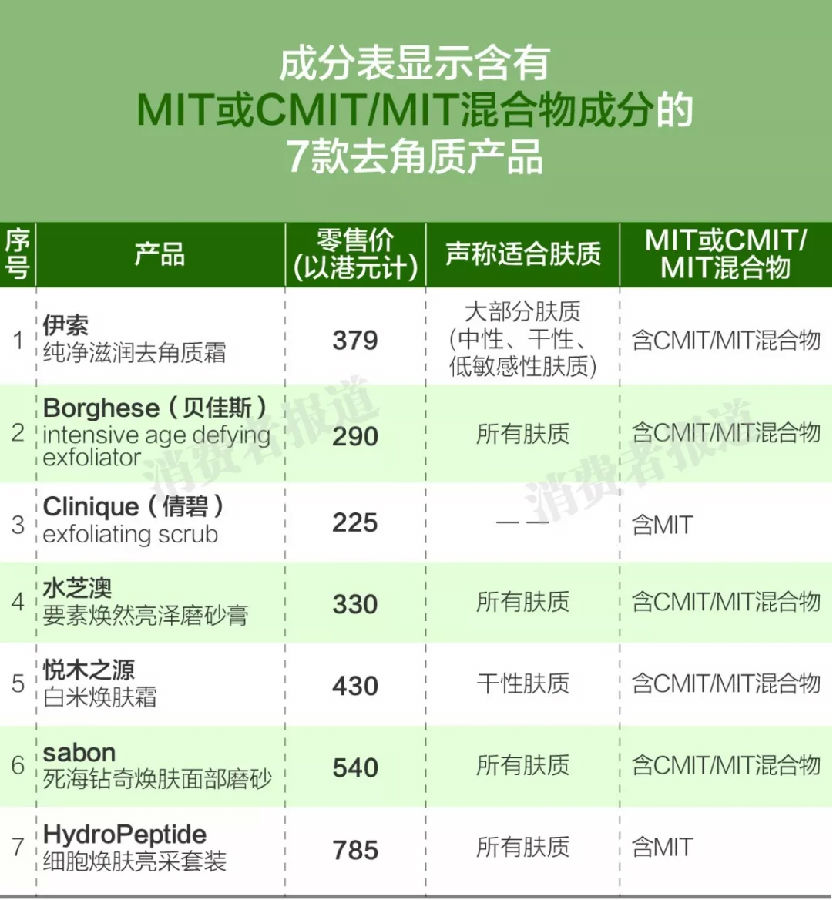 成分表显示含有
MIT或CMIT/MIT混合物成分的
7款去角质产品
序号 产品 零售价(以港元计) 声称适合肤质 MIT或CMIT/MIT混合物
1 伊索 纯净滋润去角质霜 379 大部分肤质(中性、干性、低敏感性肤质) 含CMIT/MIT混合物
2 Borghese（贝佳斯） intensive age defying exfoliator 290 所有肤质 含CMIT/MIT混合物
3 Clinique（倩碧） exfoliating scrub 225 —— 含MIT
4 水芝澳 要素焕然亮泽磨砂膏 330 所有肤质 含CMIT/MIT混合物
5 悦木之源 白米焕肤霜 430 干性肤质 含CMIT/MIT混合物
6 sabon 死海钻奇焕肤面部磨砂 540 所有肤质 含CMIT/MIT混合物
7 HydroPeptide 细胞焕肤亮采套装 785 所有肤质 含MIT
消费者报道
消费者报道